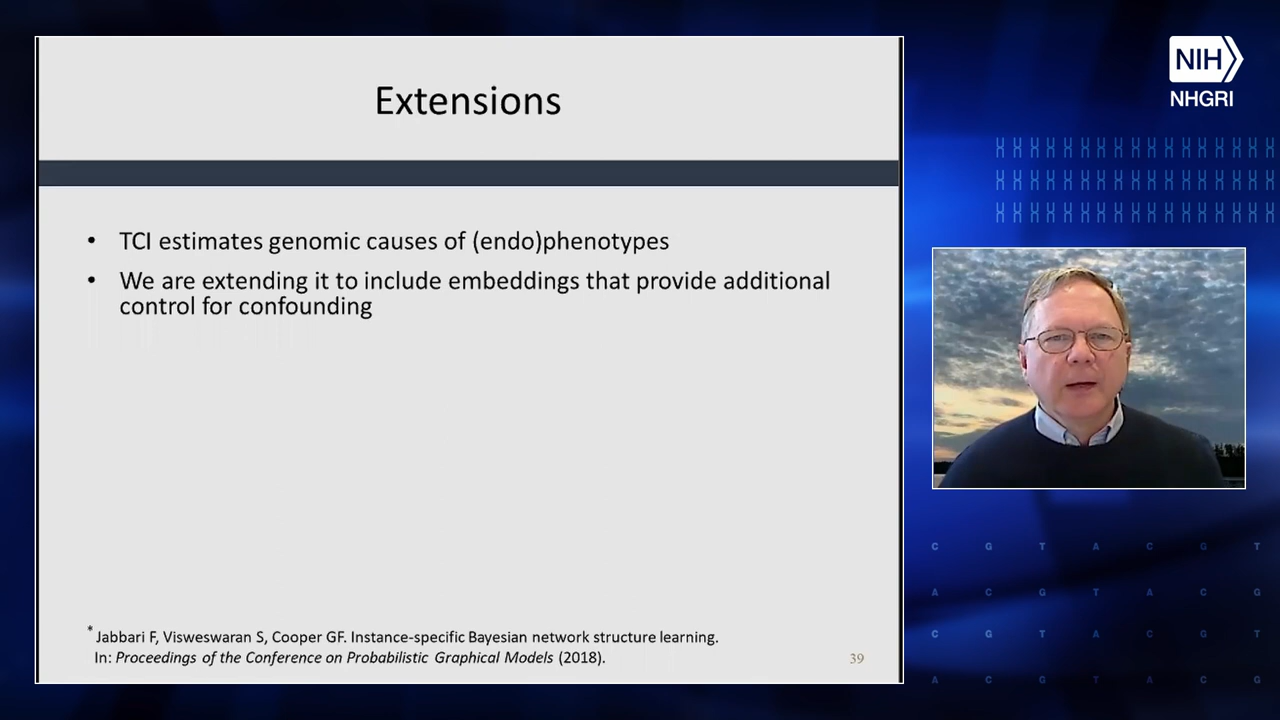 Extensions
• TCI estimates genomic causes of (endo)phenotypes
• We are extending it to include embeddings that provide additional
control for confounding
* Jabbari F, Visweswaran S, Cooper GF. Instance-specific Bayesian network structure learning.
In: Proceedings of the Conference on Probabilistic Graphical Models (2018).
39
NIH
NHGRI
C G T A C G T
A C G T A C G
C G T A C G T
A C G T A C G